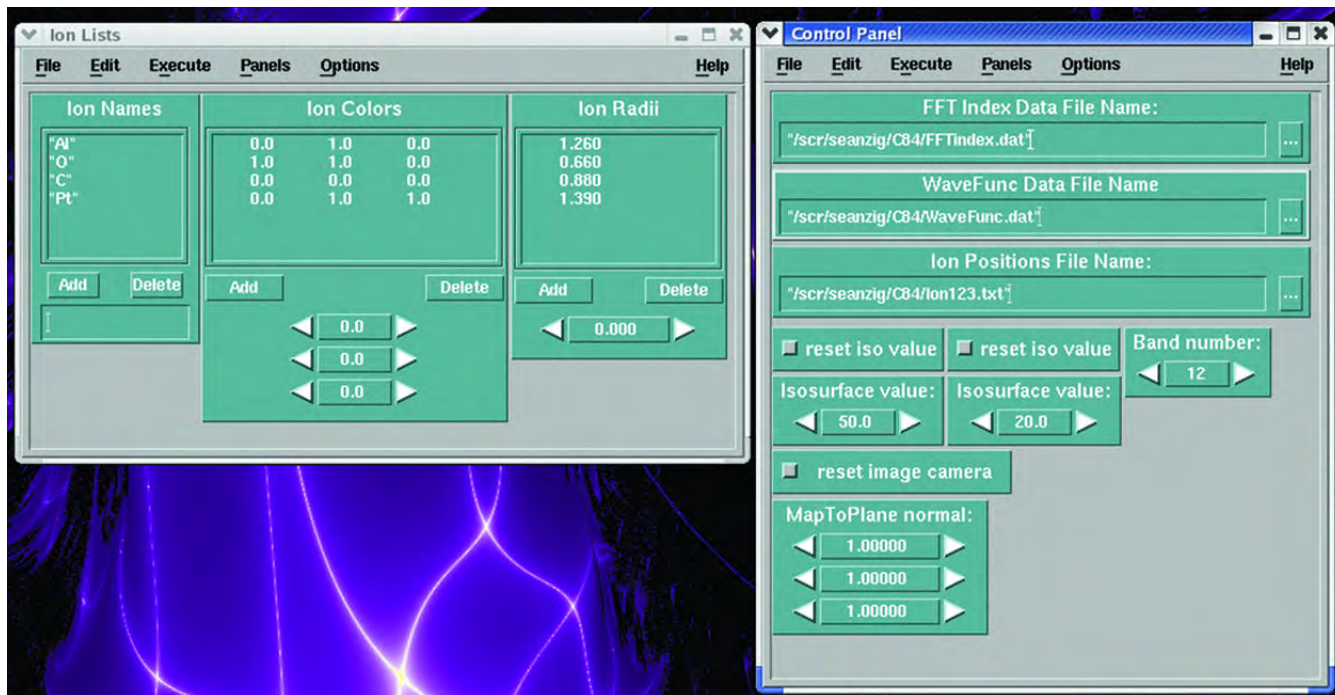 Ion Lists
File Edit Execute Panels Options Help
Ion Names
"Al"
"O"
"C"
"Pt"
Add Delete
Ion Colors
0.0 1.0 0.0
1.0 1.0 0.0
0.0 0.0 0.0
0.0 1.0 1.0
Add Delete
0.0
0.0
0.0
Ion Radii
1.260
0.660
0.880
1.390
Add Delete
0.000
Control Panel
File Edit Execute Panels Options Help
FFT Index Data File Name:
"/scr/seanzig/C84/FFTindex.dat" ...
WaveFunc Data File Name
"/scr/seanzig/C84/WaveFunc.dat" ...
Ion Positions File Name:
"/scr/seanzig/C84/Ion123.txt" ...
reset iso value reset iso value Band number:
12
Isosurface value: Isosurface value:
50.0 20.0
reset image camera
MapToPlane normal:
1.00000
1.00000
1.00000